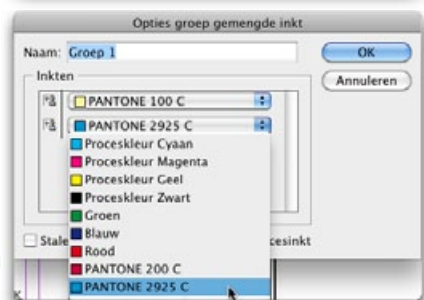 Opties groep gemengde inkt
Naam: Groep 1
OK
Annuleren
Inkten
PANTONE 100 C
PANTONE 2925 C
Proceskleur Cyaan
Proceskleur Magenta
Proceskleur Geel
Proceskleur Zwart
Groen
Blauw
Rood
PANTONE 200 C
PANTONE 2925 C